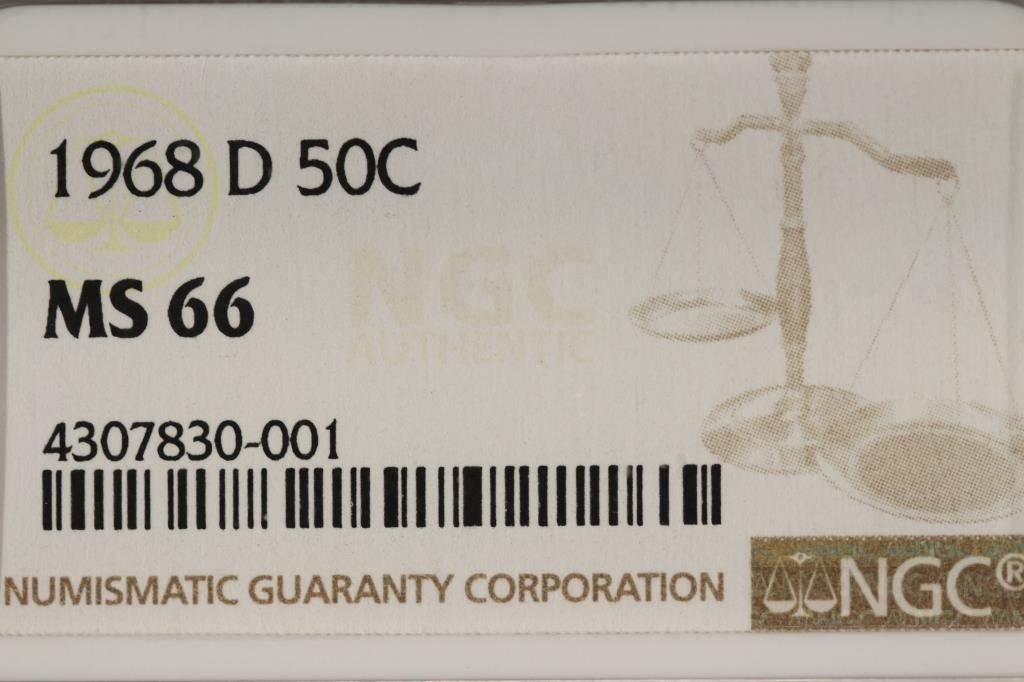 1968 D 50C
NGC
AUTHENTIC
MS 66
4307830-001
NUMISMATIC GUARANTY CORPORATION
NGC®